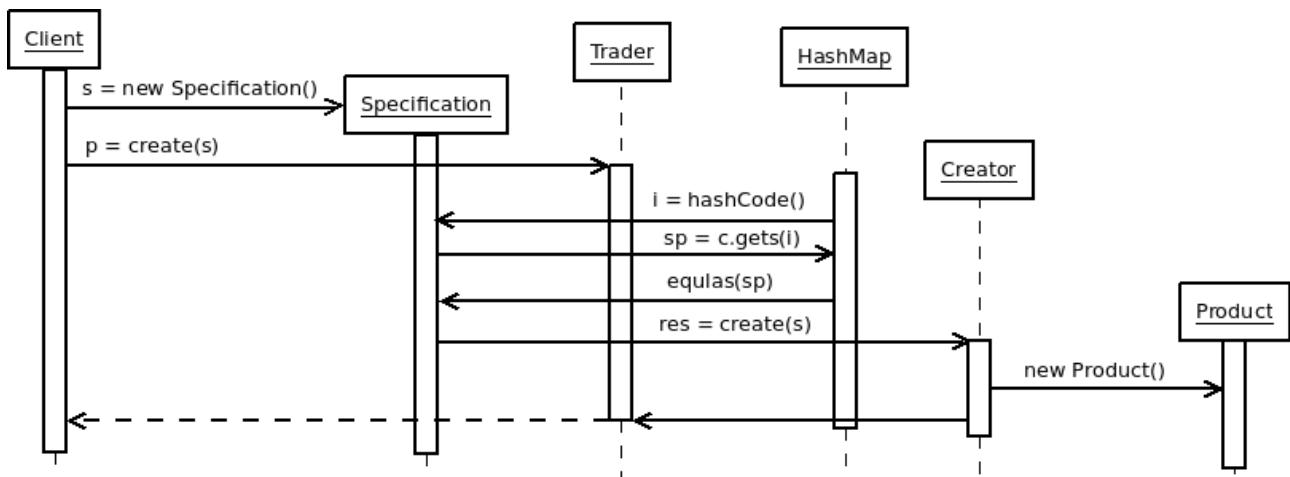 Client
Trader
HashMap
s = new Specification()
Specification
p = create(s)
Creator
i = hashCode()
sp = c.gets(i)
equlas(sp)
res = create(s)
Product
new Product()